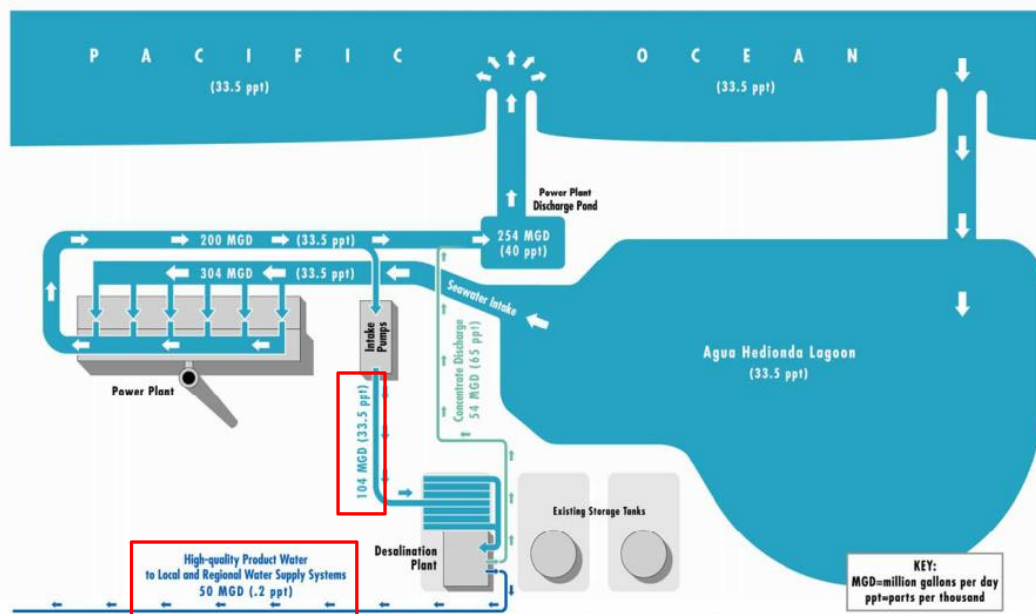 P A C I F I C
(33.5 ppt)
O C E A N
(33.5 ppt)
Power Plant
Discharge Pond
254 MGD
(40 ppt)
200 MGD (33.5 ppt)
304 MGD (33.5 ppt)
Seawater Intake
Intake
Pumps
Power Plant
Concentrate Discharge
54 MGD (65 ppt)
Agua Hedionda Lagoon
(33.5 ppt)
104 MGD (33.5 ppt)
Existing Storage Tanks
Desalination
Plant
High-quality Product Water
to Local and Regional Water Supply Systems
50 MGD (.2 ppt)
KEY:
MGD=million gallons per day
ppt=parts per thousand